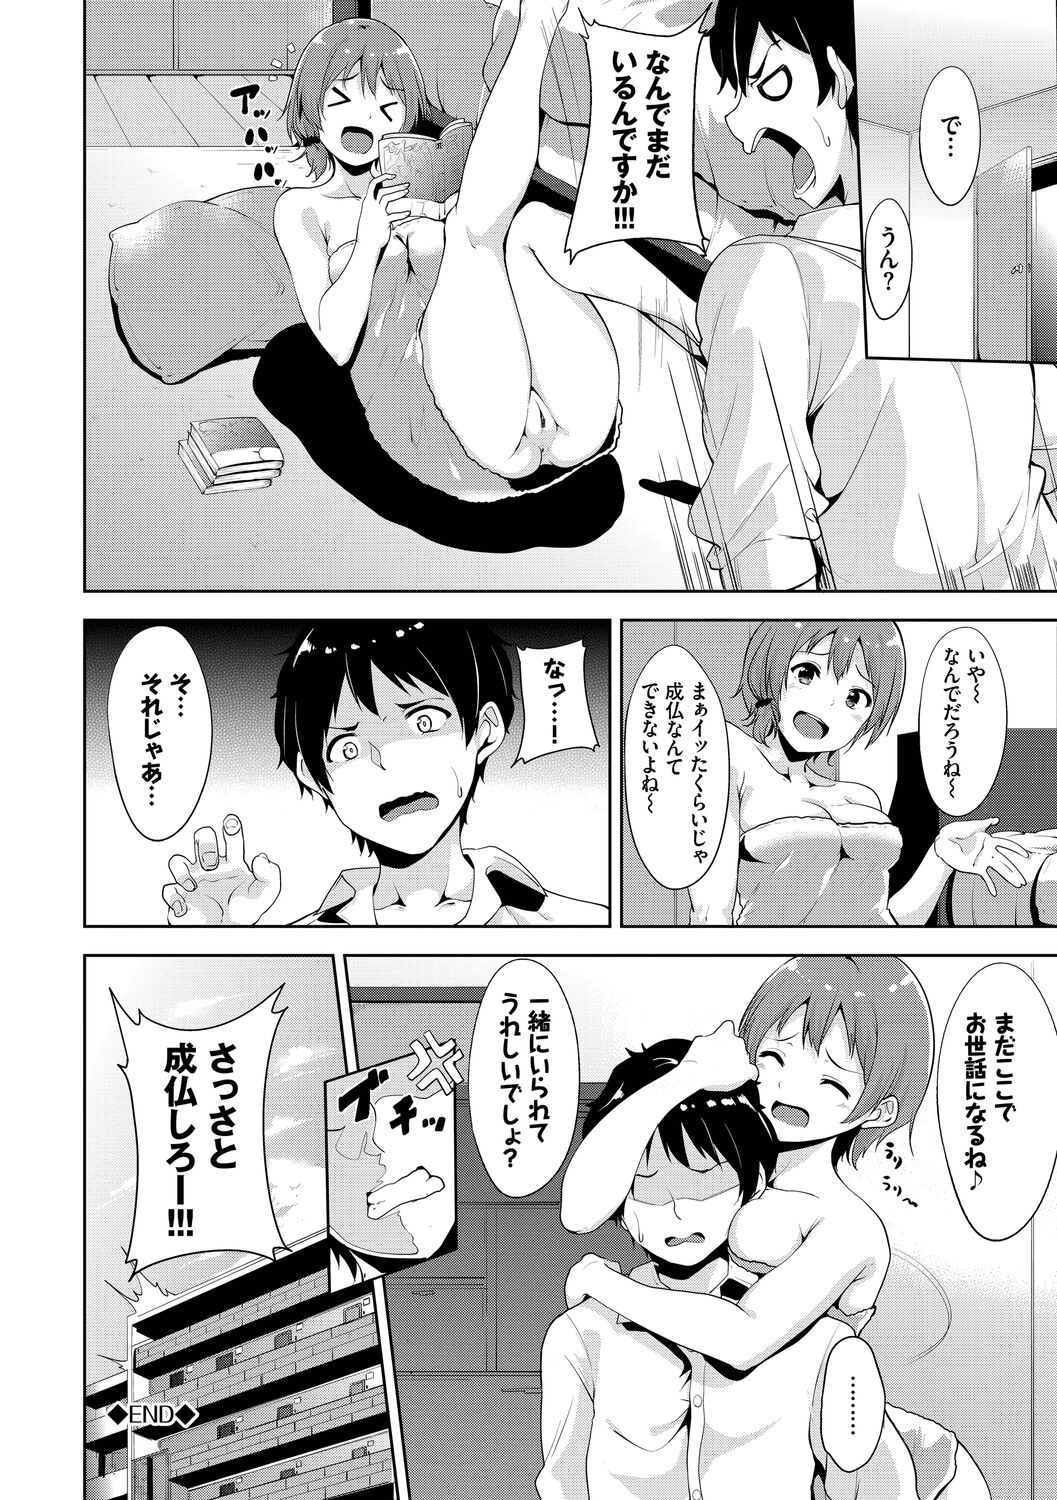 で…
うん？
なんでまだ
いるんですか!!!
アッハッハッ
いや〜
なんでだろうね〜
まぁイッたくらいじゃ
成仏なんて
できないよね〜
なっ……！
そ…
それじゃあ…
まだここで
お世話になるね♪
うりうり〜
………
一緒にいられて
うれしいでしょ？
ブチッ
さっさと
成仏しろー!!!
◆END◆